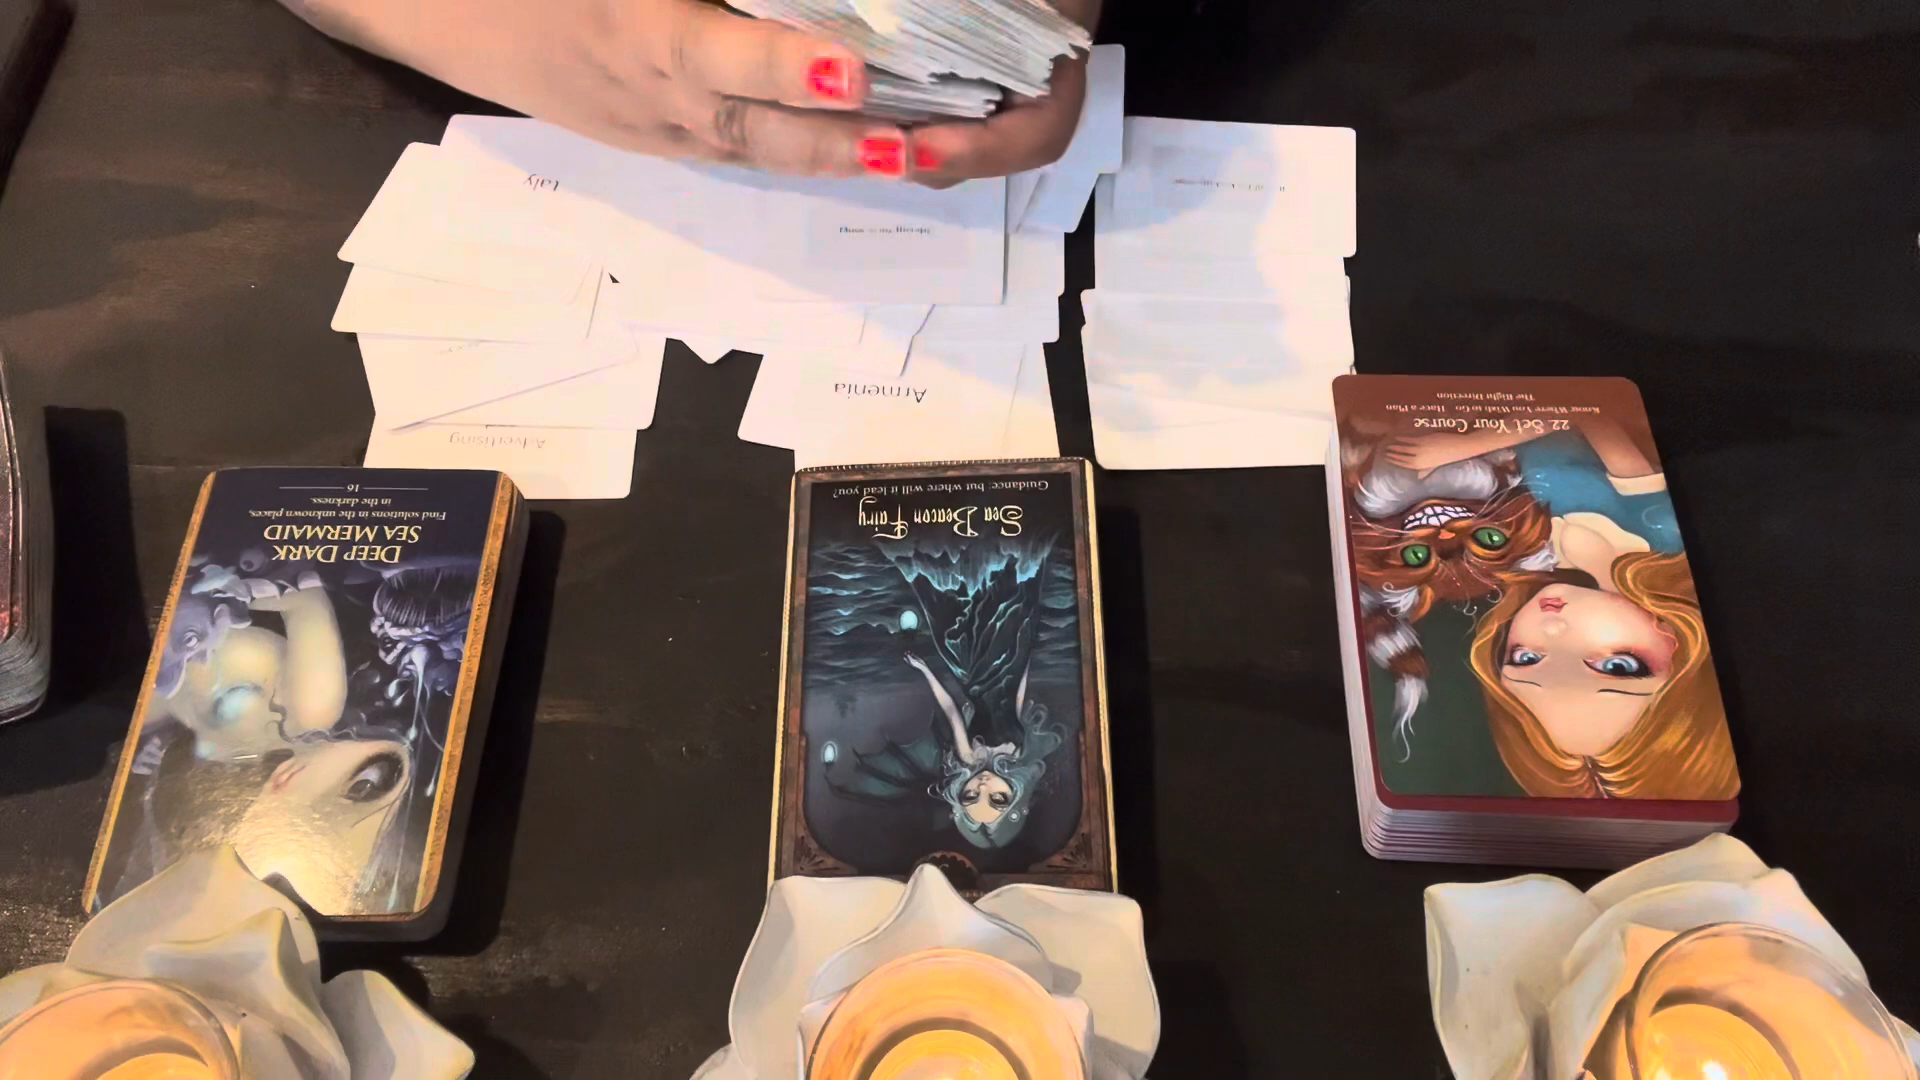 Advertising
Armenia
16
DEEP DARK
SEA MERMAID
Find solutions in the unknown places,
in the darkness.
Sea Beacon Fairy
Guidance; but where will it lead you?
22. Set Your Course
Know Where You Wish to Go Have a Plan
The Right Direction